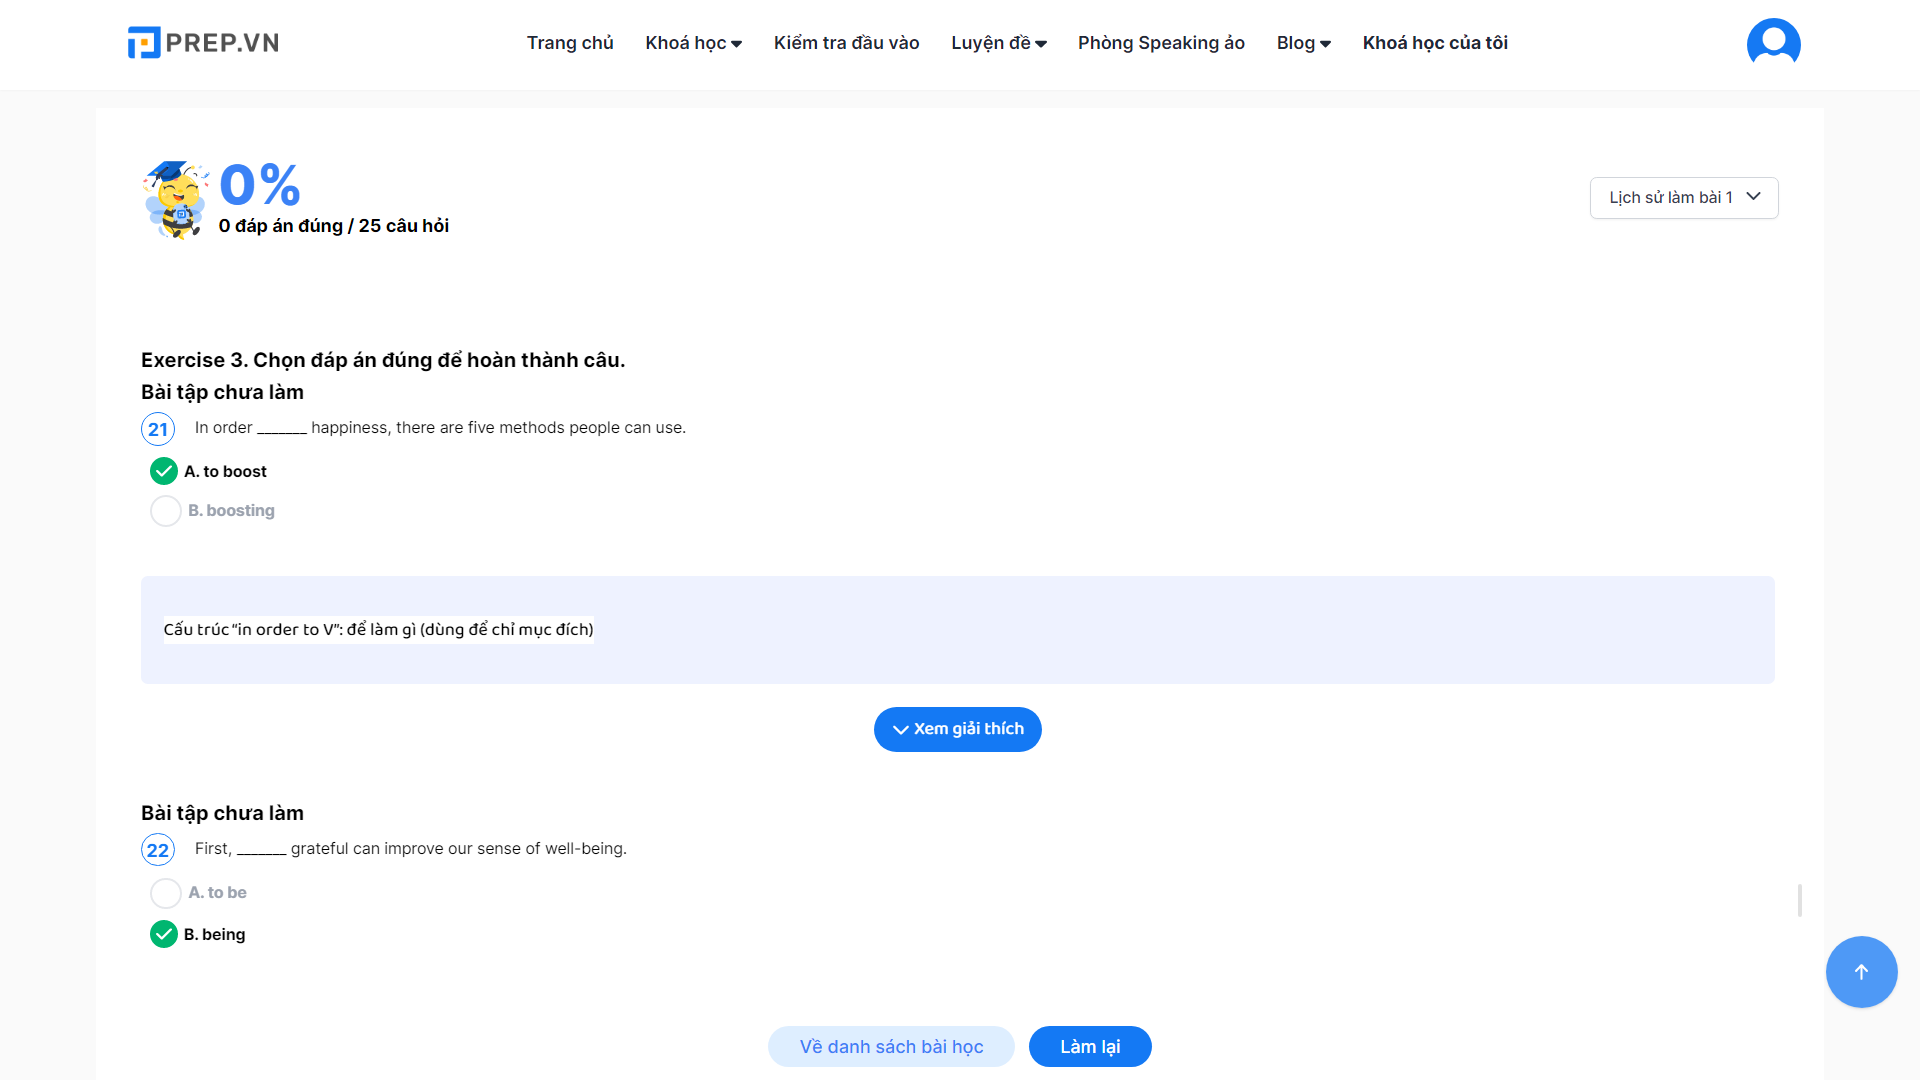 PREP.VN
Trang chủ Khoá học Kiểm tra đầu vào Luyện đề Phòng Speaking ảo Blog Khoá học của tôi
0%
0 đáp án đúng / 25 câu hỏi
Lịch sử làm bài 1
Exercise 3. Chọn đáp án đúng để hoàn thành câu.
Bài tập chưa làm
21 In order _______ happiness, there are five methods people can use.
A. to boost
B. boosting
Cấu trúc “in order to V”: để làm gì (dùng để chỉ mục đích)
Xem giải thích
Bài tập chưa làm
22 First, _______ grateful can improve our sense of well-being.
A. to be
B. being
Về danh sách bài học Làm lại